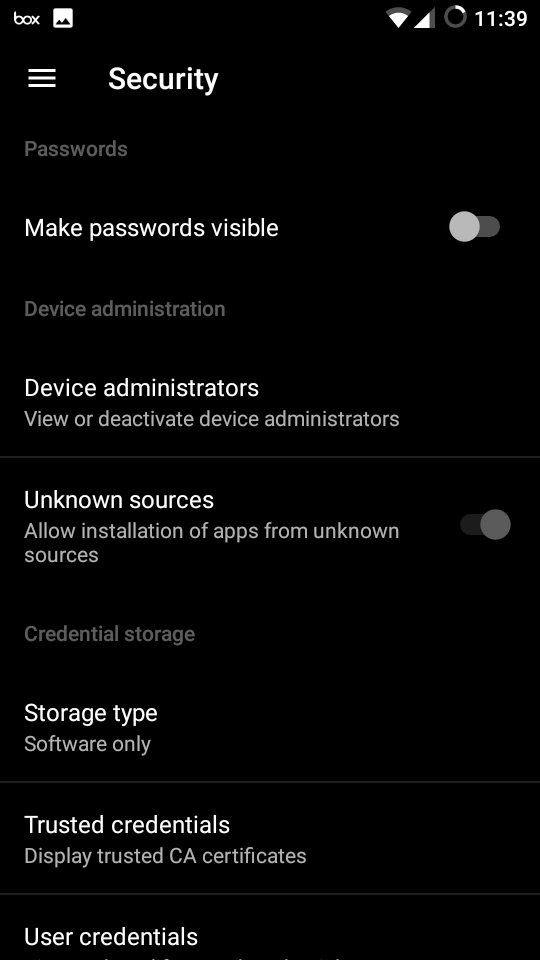 box 11:39
Security
Passwords
Make passwords visible
Device administration
Device administrators
View or deactivate device administrators
Unknown sources
Allow installation of apps from unknown
sources
Credential storage
Storage type
Software only
Trusted credentials
Display trusted CA certificates
User credentials